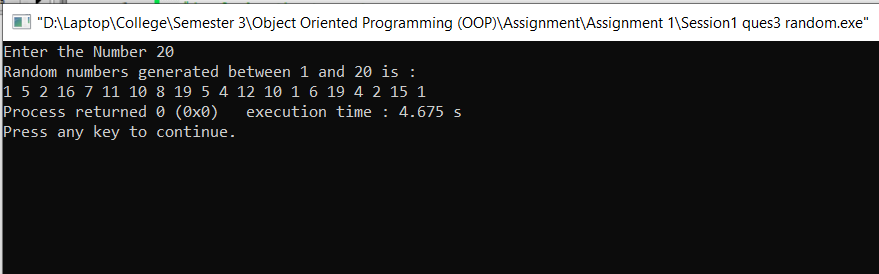 "D:\Laptop\College\Semester 3\Object Oriented Programming (OOP)\Assignment\Assignment 1\Session1 ques3 random.exe"
Enter the Number 20
Random numbers generated between 1 and 20 is :
1 5 2 16 7 11 10 8 19 5 4 12 10 1 6 19 4 2 15 1
Process returned 0 (0x0)   execution time : 4.675 s
Press any key to continue.